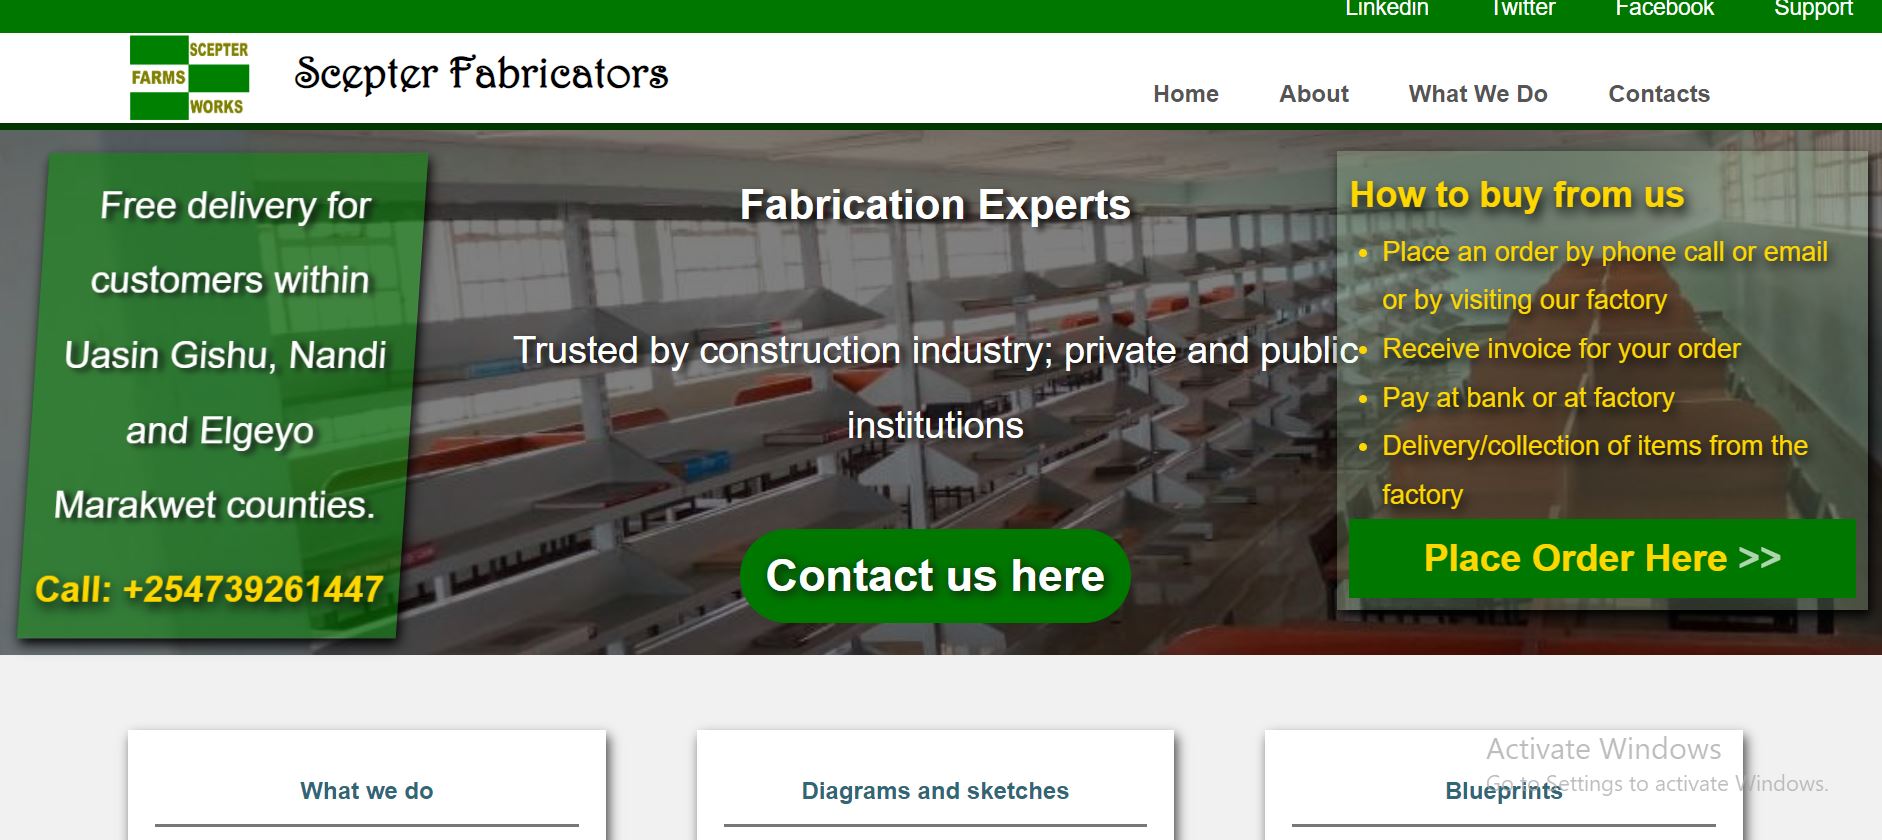 Linkedin Twitter Facebook Support
SCEPTER
FARMS
WORKS
Scepter Fabricators
Home About What We Do Contacts
Free delivery for
customers within
Uasin Gishu, Nandi
and Elgeyo
Marakwet counties.
Call: +254739261447
Fabrication Experts
Trusted by construction industry; private and public
institutions
Contact us here
How to buy from us
• Place an order by phone call or email
or by visiting our factory
• Receive invoice for your order
• Pay at bank or at factory
• Delivery/collection of items from the
factory
Place Order Here >>
What we do
Diagrams and sketches
Blueprints
Activate Windows
Go to Settings to activate Windows.